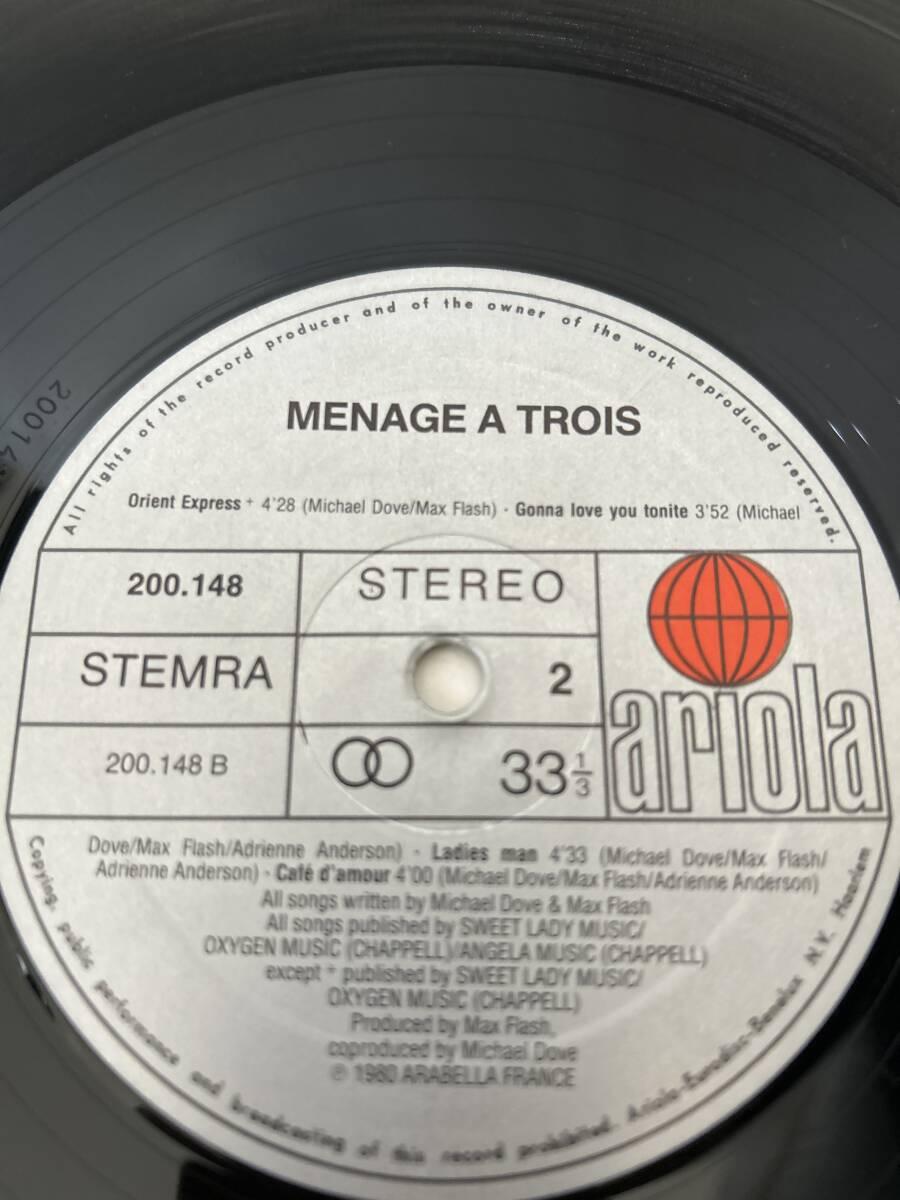 All rights of the record producer and of the owner of the work reproduced reserved.
MENAGE A TROIS
Orient Express + 4'28 (Michael Dove/Max Flash) · Gonna love you tonite 3'52 (Michael
200.148
STEREO
STEMRA
2
200.148 B
33 1/3
ariola
Dove/Max Flash/Adrienne Anderson) · Ladies man 4'33 (Michael Dove/Max Flash/
Adrienne Anderson) · Café d'amour 4'00 (Michael Dove/Max Flash/Adrienne Anderson)
All songs written by Michael Dove & Max Flash
All songs published by SWEET LADY MUSIC/
OXYGEN MUSIC (CHAPPELL)/ANGELA MUSIC (CHAPPELL)
except + published by SWEET LADY MUSIC/
OXYGEN MUSIC (CHAPPELL)
Produced by Max Flash,
coproduced by Michael Dove
℗ 1980 ARABELLA FRANCE
Copying, public performance and broadcasting of this record prohibited. Ariola-Eurodisc-Benelux N.V. Haarlem